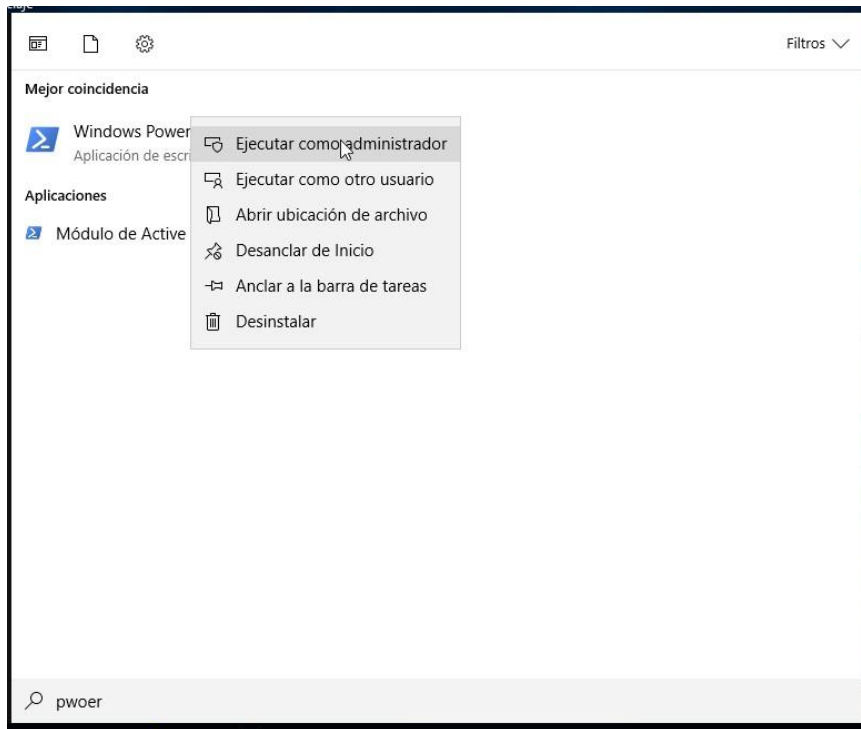 Filtros
Mejor coincidencia
Windows Power
Aplicación de escri
Aplicaciones
Módulo de Active
Ejecutar como administrador
Ejecutar como otro usuario
Abrir ubicación de archivo
Desanclar de Inicio
Anclar a la barra de tareas
Desinstalar
pwoer